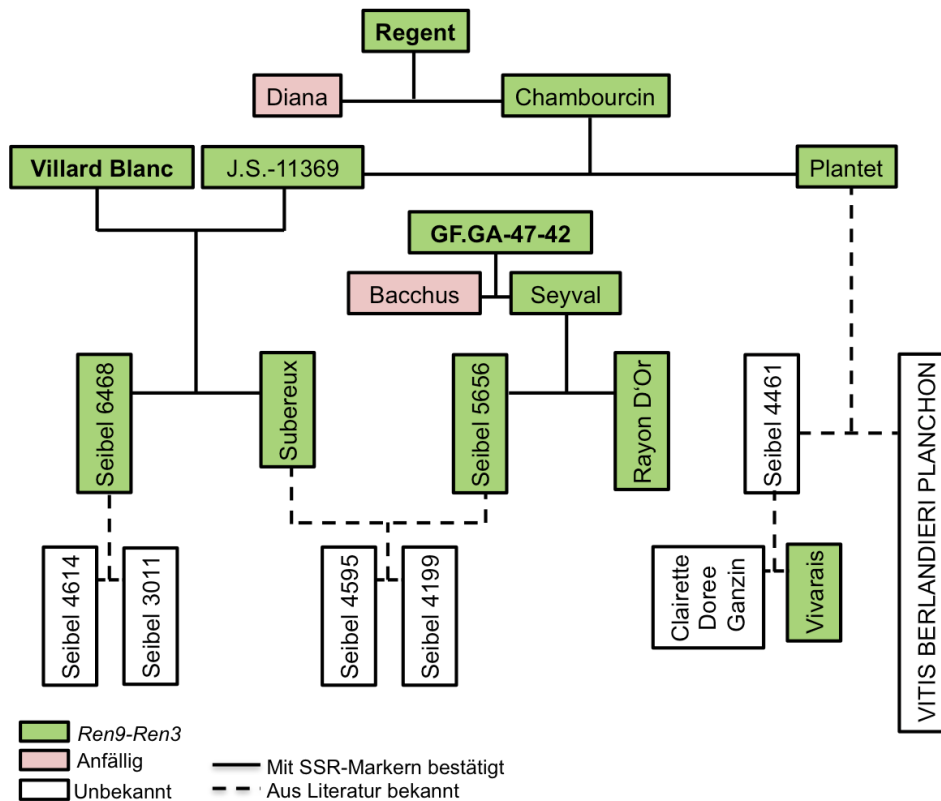 Regent
Diana
Chambourcin
Villard Blanc
J.S.-11369
Plantet
GF.GA-47-42
Bacchus
Seyval
Seibel 6468
Subereux
Seibel 5656
Rayon D'Or
Seibel 4461
VITIS BERLANDIERI PLANCHON
Seibel 4614
Seibel 3011
Seibel 4595
Seibel 4199
Clairette
Doree
Ganzin
Vivarais
Ren9-Ren3
Anfällig
Unbekannt
Mit SSR-Markern bestätigt
Aus Literatur bekannt